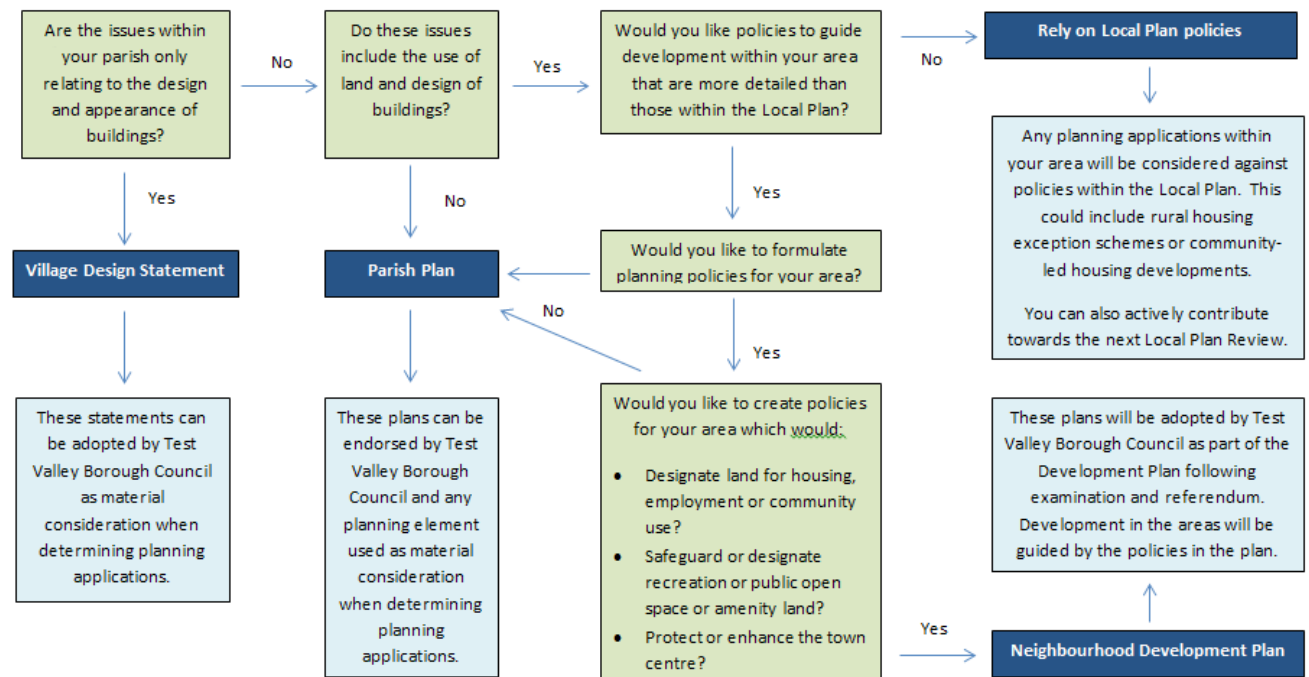 Are the issues within
your parish only
relating to the design
and appearance of
buildings?
No
Do these issues
include the use of
land and design of
buildings?
Yes
Would you like policies to guide
development within your area
that are more detailed than
those within the Local Plan?
No
Rely on Local Plan policies
Any planning applications within
your area will be considered against
policies within the Local Plan. This
could include rural housing
exception schemes or community-
led housing developments.
You can also actively contribute
towards the next Local Plan Review.
Yes
No
Yes
Village Design Statement
Parish Plan
Would you like to formulate
planning policies for your area?
No
Yes
These statements can
be adopted by Test
Valley Borough Council
as material
consideration when
determining planning
applications.
These plans can be
endorsed by Test
Valley Borough
Council and any
planning element
used as material
consideration
when determining
planning
applications.
Would you like to create policies
for your area which would:
• Designate land for housing,
employment or community
use?
• Safeguard or designate
recreation or public open
space or amenity land?
• Protect or enhance the town
centre?
Yes
These plans will be adopted by Test
Valley Borough Council as part of the
Development Plan following
examination and referendum.
Development in the areas will be
guided by the policies in the plan.
Neighbourhood Development Plan